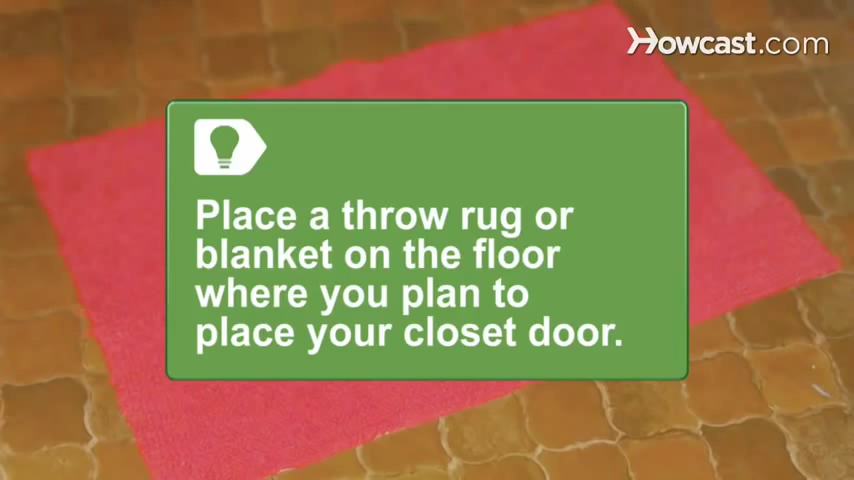 Howcast.com
Place a throw rug or
blanket on the floor
where you plan to
place your closet door.